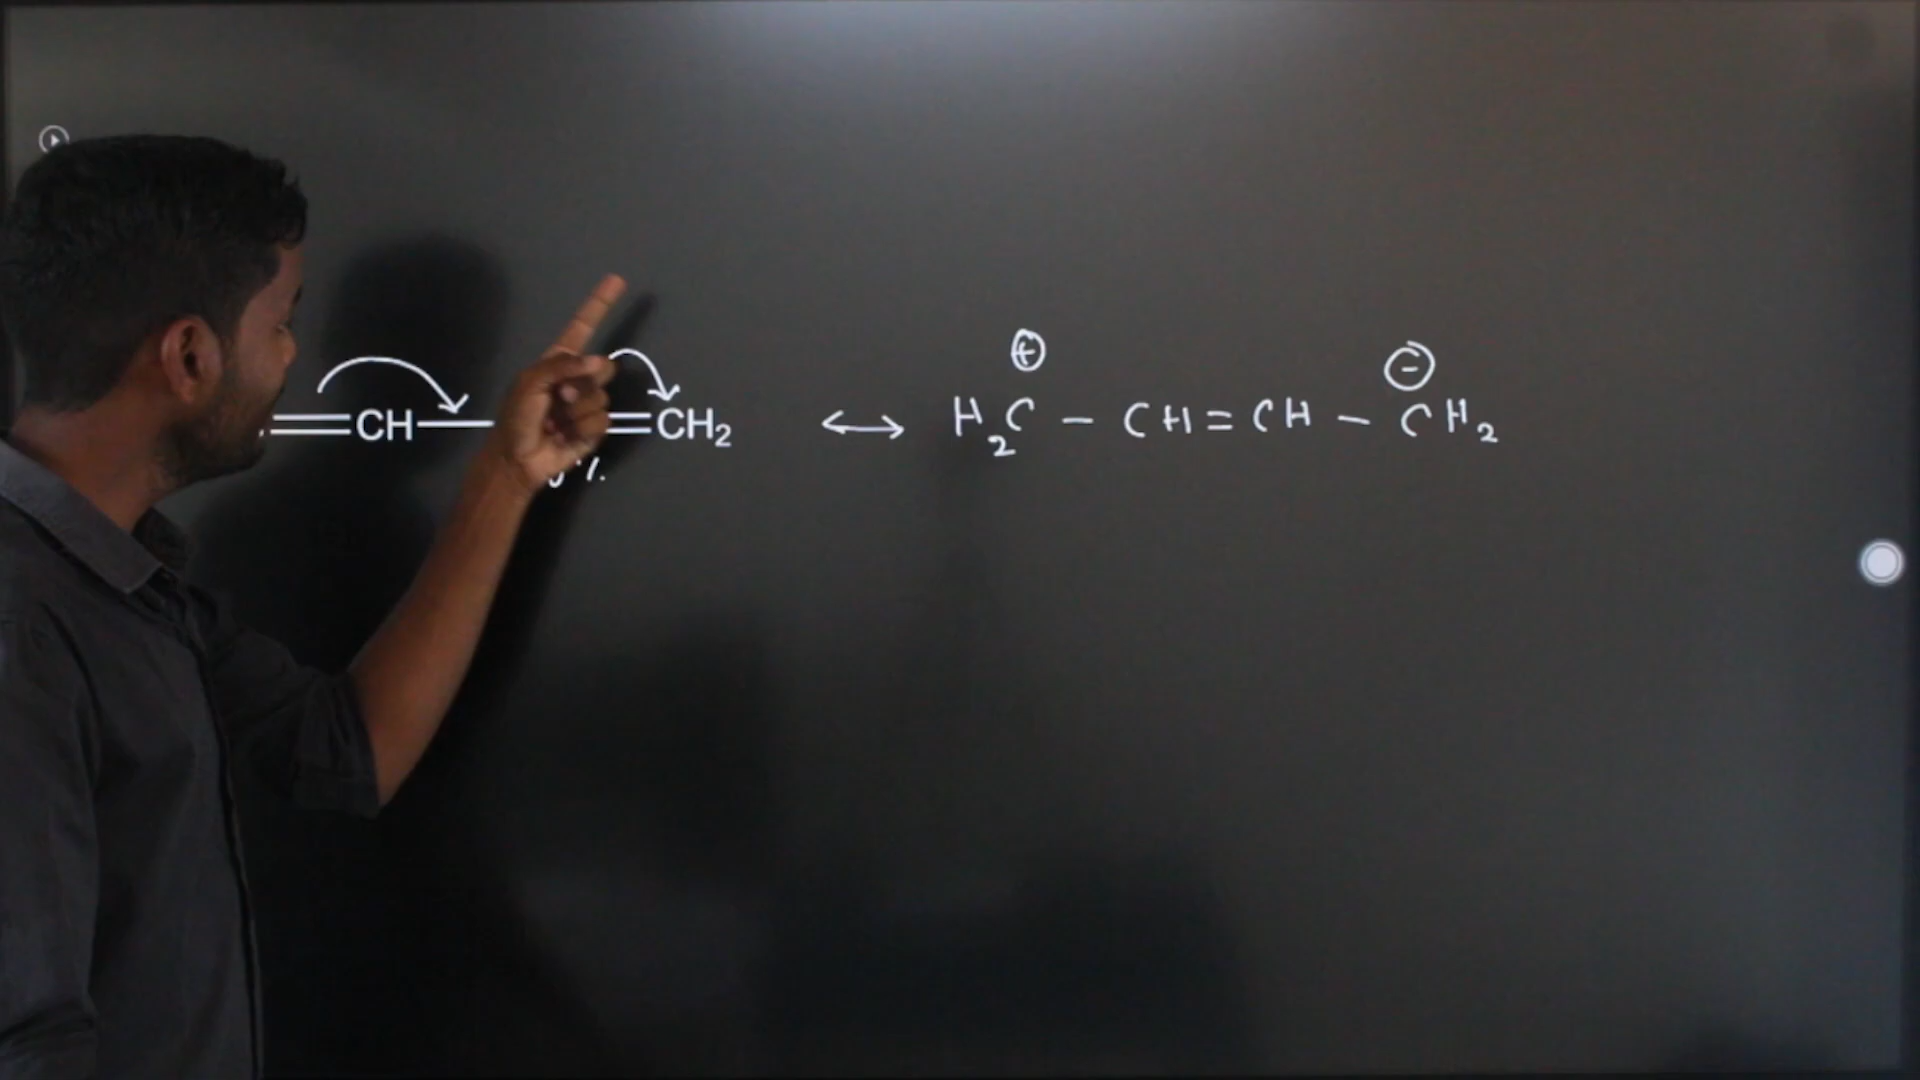 =CH— =CH₂ ↔ H₂C⊕ — CH = CH — C⊖H₂
%